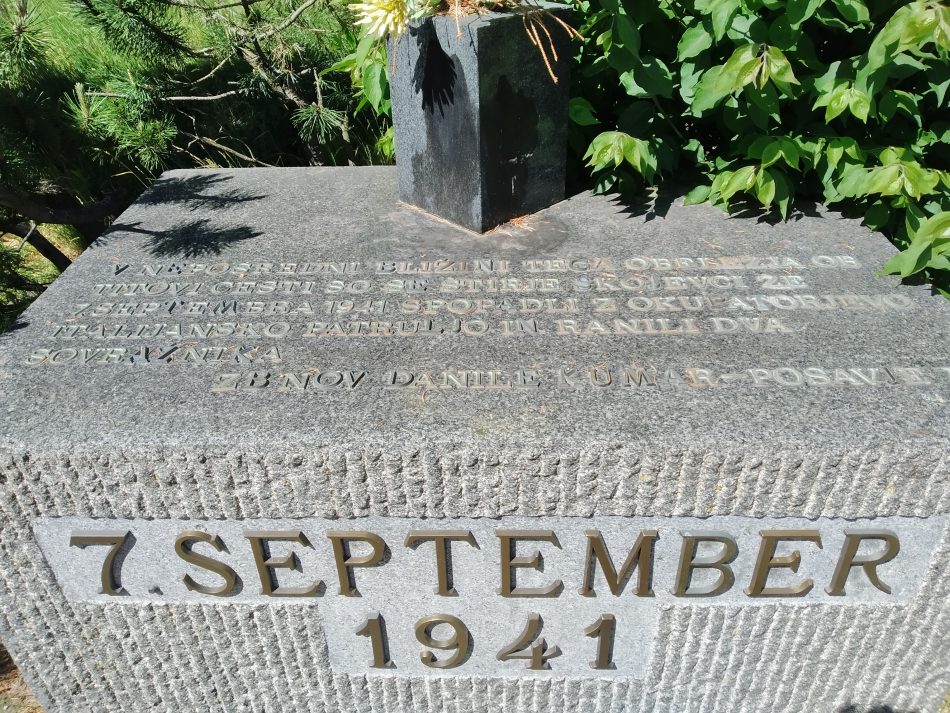 V NEPOSREDNI BLIŽINI TEGA OBELEŽJA OB
TITOVI CESTI SO SE ŠTIRJE SKOJEVCI ŽE
7. SEPTEMBRA 1941 SPOPADLI Z OKUPATORJEVO
ITALIJANSKO PATRULJO IN RANILI DVA
SOVRAŽNIKA
ZB NOV DANILE KUMAR-POSAVJE
7. SEPTEMBER
1941